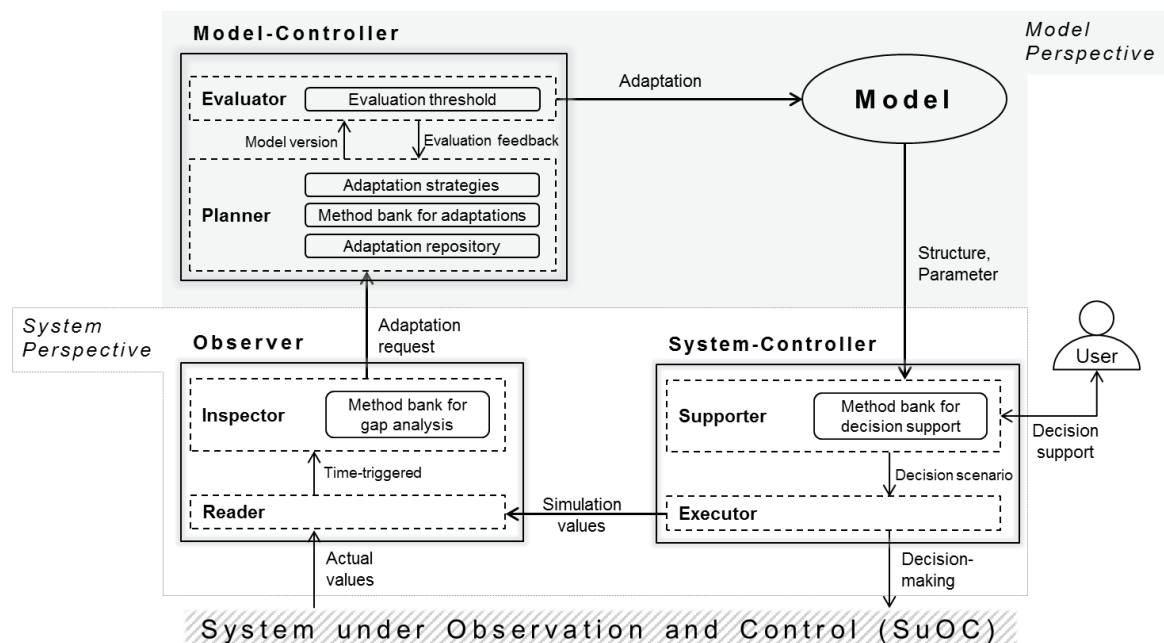 Model-Controller
Model
Perspective
Evaluator
Evaluation threshold
Adaptation
Model
Model version
Evaluation feedback
Planner
Adaptation strategies
Method bank for adaptations
Adaptation repository
Structure,
Parameter
System
Perspective
Adaptation
request
Observer
System-Controller
User
Inspector
Method bank for
gap analysis
Supporter
Method bank for
decision support
Decision
support
Time-triggered
Decision scenario
Reader
Simulation
values
Executor
Actual
values
Decision-
making
System under Observation and Control (SuOC)